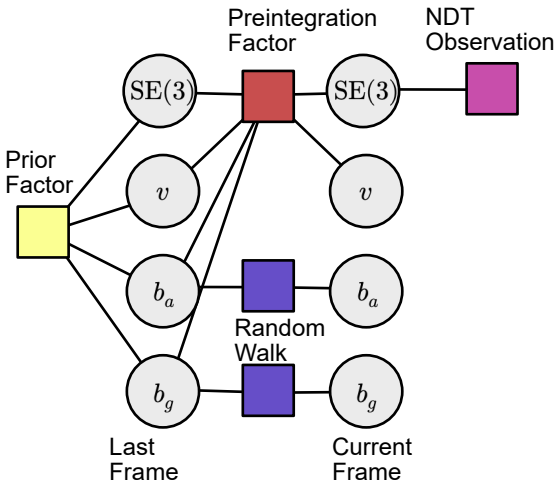 Preintegration
Factor
NDT
Observation
SE(3)
SE(3)
Prior
Factor
v
v
b_a
b_a
Random
Walk
b_g
b_g
Last
Frame
Current
Frame